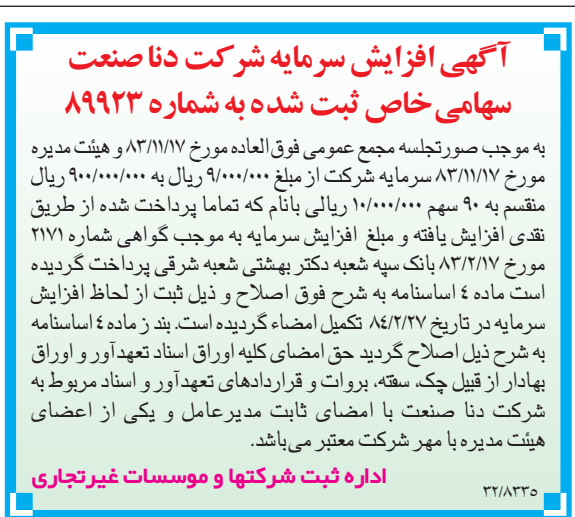 آگهی افزایش سرمایه شرکت دنا صنعت
سهامی خاص ثبت شده به شماره ۸۹۹۲۳
به موجب صورتجلسه مجمع عمومی فوق‌العاده مورخ ۸۳/۱۱/۱۷ و هیئت مدیره
مورخ ۸۳/۱۱/۱۷ سرمایه شرکت از مبلغ ۹/۰۰۰/۰۰۰ ریال به ۹۰۰/۰۰۰/۰۰۰ ریال
منقسم به ۹۰ سهم ۱۰/۰۰۰/۰۰۰ ریالی بانام که تماما پرداخت شده از طریق
نقدی افزایش یافته و مبلغ افزایش سرمایه به موجب گواهی شماره ۲۱۷۱
مورخ ۸۳/۲/۱۷ بانک سپه شعبه دکتر بهشتی شعبه شرقی پرداخت گردیده
است ماده ٤ اساسنامه به شرح فوق اصلاح و ذیل ثبت از لحاظ افزایش
سرمایه در تاریخ ۸٤/۲/۲۷ تکمیل امضاء گردیده است. بند ز ماده ٤ اساسنامه
به شرح ذیل اصلاح گردید حق امضای کلیه اوراق اسناد تعهدآور و اوراق
بهادار از قبیل چک، سفته، بروات و قراردادهای تعهدآور و اسناد مربوط به
شرکت دنا صنعت با امضای ثابت مدیرعامل و یکی از اعضای
هیئت مدیره با مهر شرکت معتبر می‌باشد.
اداره ثبت شرکتها و موسسات غیرتجاری
۳۲/۸۳۳۵